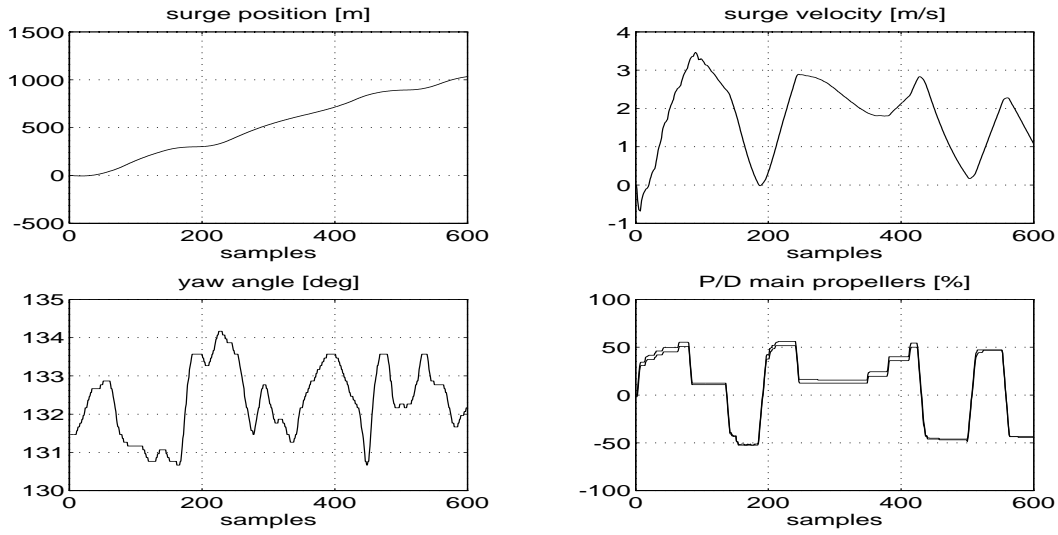 surge position [m]
1500
1000
500
0
-500
0 200 400 600
samples
surge velocity [m/s]
4
3
2
1
0
-1
0 200 400 600
samples
yaw angle [deg]
135
134
133
132
131
130
0 200 400 600
samples
P/D main propellers [%]
100
50
0
-50
-100
0 200 400 600
samples